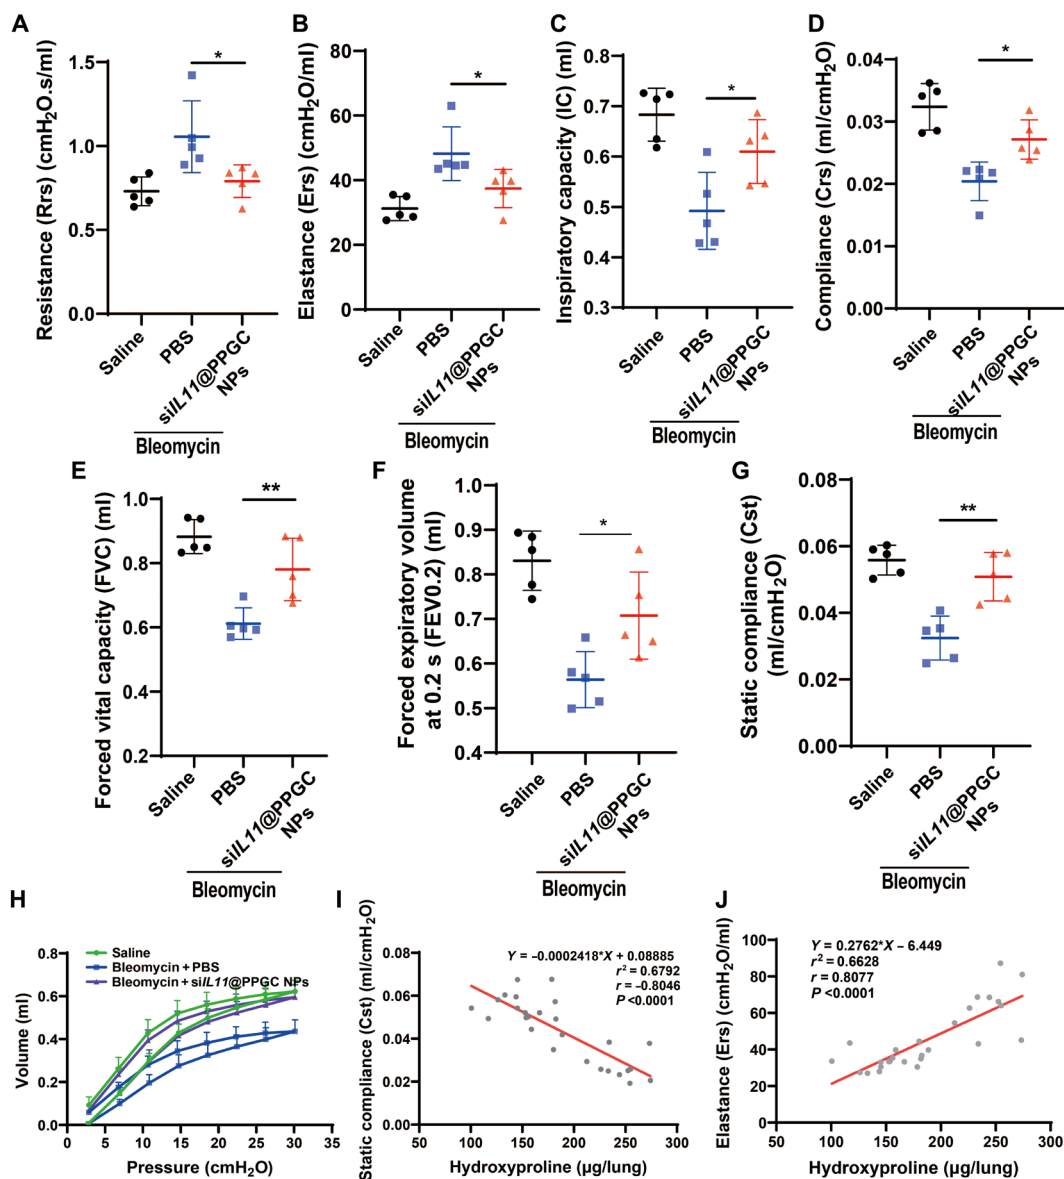 A
Resistance (Rrs) (cmH2O.s/ml)
1.5
1.0
0.5
0.0
*
Saline
PBS
siIL11@PPGC
NPs
Bleomycin
B
Elastance (Ers) (cmH2O/ml)
80
60
40
20
0
*
Saline
PBS
siIL11@PPGC
NPs
Bleomycin
C
Inspiratory capacity (IC) (ml)
0.8
0.7
0.6
0.5
0.4
0.3
*
Saline
PBS
siIL11@PPGC
NPs
Bleomycin
D
Compliance (Crs) (ml/cmH2O)
0.04
0.03
0.02
0.01
0.00
*
Saline
PBS
siIL11@PPGC
NPs
Bleomycin
E
Forced vital capacity (FVC) (ml)
1.0
0.8
0.6
0.4
0.2
**
Saline
PBS
siIL11@PPGC
NPs
Bleomycin
F
Forced expiratory volume
at 0.2 s (FEV0.2) (ml)
1.0
0.9
0.8
0.7
0.6
0.5
0.4
*
Saline
PBS
siIL11@PPGC
NPs
Bleomycin
G
Static compliance (Cst)
(ml/cmH2O)
0.08
0.06
0.04
0.02
0.00
**
Saline
PBS
siIL11@PPGC
NPs
Bleomycin
H
Volume (ml)
0.8
0.6
0.4
0.2
0.0
Saline
Bleomycin + PBS
Bleomycin + siIL11@PPGC NPs
0 5 10 15 20 25 30 35
Pressure (cmH2O)
I
Static compliance (Cst) (ml/cmH2O)
0.08
0.06
0.04
0.02
0.00
Y = −0.0002418*X + 0.08885
r² = 0.6792
r = −0.8046
P <0.0001
50 100 150 200 250 300
Hydroxyproline (µg/lung)
J
Elastance (Ers) (cmH2O/ml)
100
80
60
40
20
0
Y = 0.2762*X − 6.449
r² = 0.6628
r = 0.8077
P <0.0001
50 100 150 200 250 300
Hydroxyproline (µg/lung)